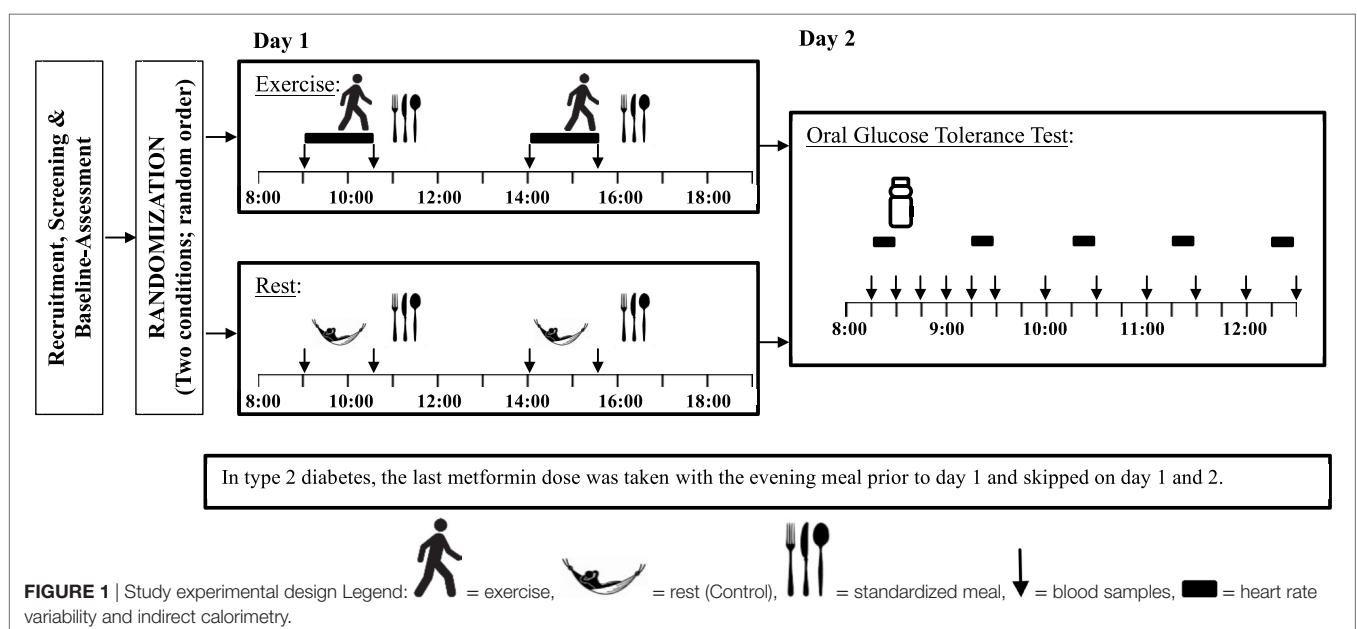 Day 1
Day 2
Recruitment, Screening &
Baseline-Assessment
RANDOMIZATION
(Two conditions; random order)
Exercise:
8:00 10:00 12:00 14:00 16:00 18:00
Rest:
8:00 10:00 12:00 14:00 16:00 18:00
Oral Glucose Tolerance Test:
8:00 9:00 10:00 11:00 12:00
In type 2 diabetes, the last metformin dose was taken with the evening meal prior to day 1 and skipped on day 1 and 2.
FIGURE 1 | Study experimental design Legend: = exercise, = rest (Control), = standardized meal, = blood samples, = heart rate
variability and indirect calorimetry.